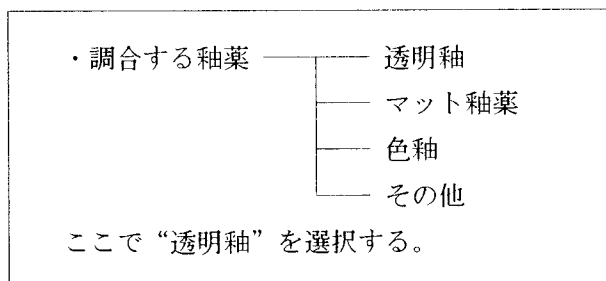 ・調合する釉薬 透明釉
マット釉薬
色釉
その他
ここで“透明釉”を選択する。